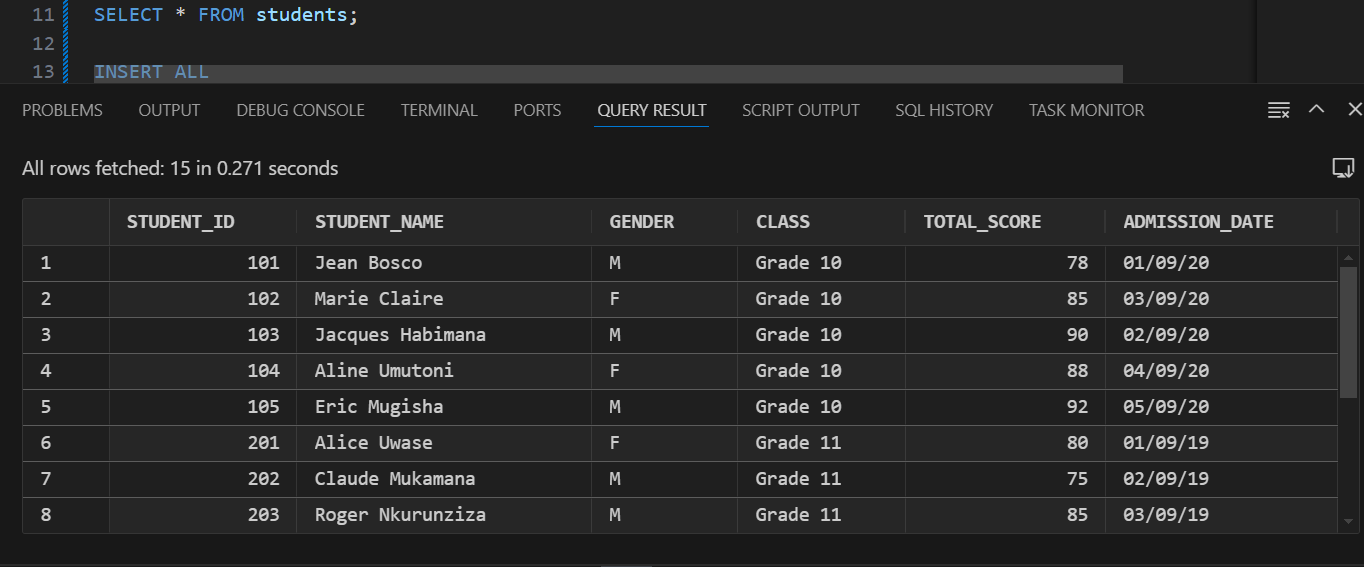 11 SELECT * FROM students;
12
13 INSERT ALL
PROBLEMS OUTPUT DEBUG CONSOLE TERMINAL PORTS QUERY RESULT SCRIPT OUTPUT SQL HISTORY TASK MONITOR
All rows fetched: 15 in 0.271 seconds
STUDENT_ID STUDENT_NAME GENDER CLASS TOTAL_SCORE ADMISSION_DATE
1 101 Jean Bosco M Grade 10 78 01/09/20
2 102 Marie Claire F Grade 10 85 03/09/20
3 103 Jacques Habimana M Grade 10 90 02/09/20
4 104 Aline Umutoni F Grade 10 88 04/09/20
5 105 Eric Mugisha M Grade 10 92 05/09/20
6 201 Alice Uwase F Grade 11 80 01/09/19
7 202 Claude Mukamana M Grade 11 75 02/09/19
8 203 Roger Nkurunziza M Grade 11 85 03/09/19